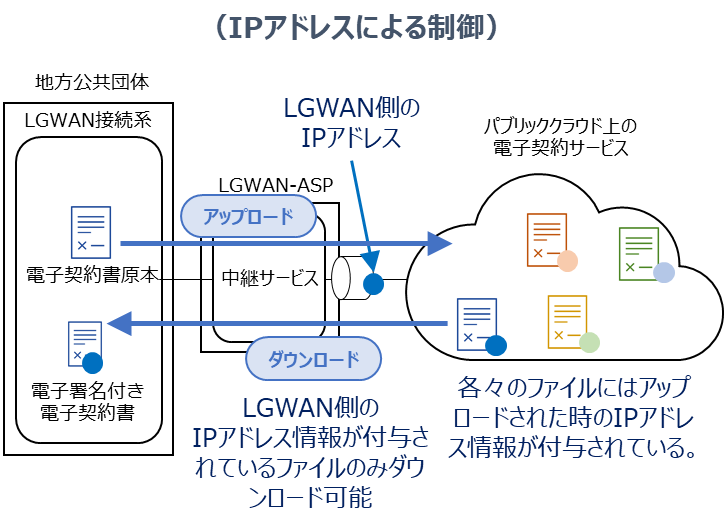 （IPアドレスによる制御）
地方公共団体
LGWAN接続系
LGWAN側の
IPアドレス
パブリッククラウド上の
電子契約サービス
LGWAN-ASP
アップロード
電子契約書原本
中継サービス
ダウンロード
電子署名付き
電子契約書
LGWAN側の
IPアドレス情報が付与さ
れているファイルのみダウ
ンロード可能
各々のファイルにはアップ
ロードされた時のIPアドレ
ス情報が付与されている。